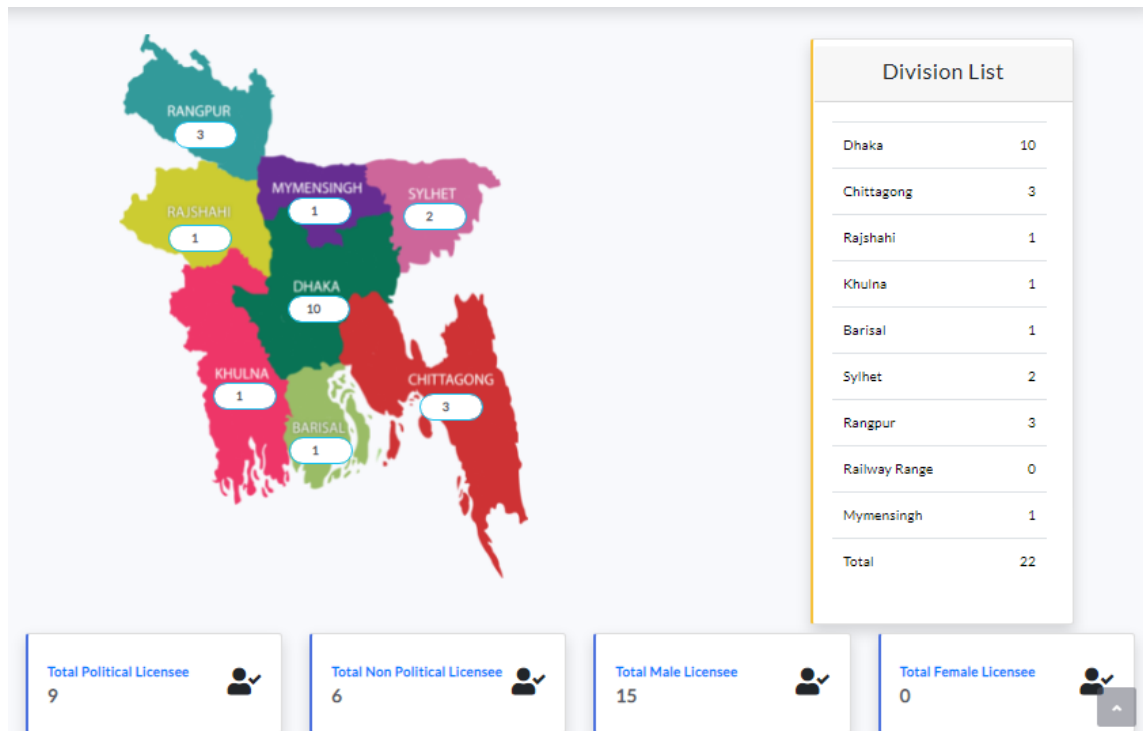 RANGPUR
3
MYMENSINGH
1
SYLHET
2
RAJSHAHI
1
DHAKA
10
KHULNA
1
CHITTAGONG
3
BARISAL
1
Division List
Dhaka 10
Chittagong 3
Rajshahi 1
Khulna 1
Barisal 1
Sylhet 2
Rangpur 3
Railway Range 0
Mymensingh 1
Total 22
Total Political Licensee
9
Total Non Political Licensee
6
Total Male Licensee
15
Total Female Licensee
0